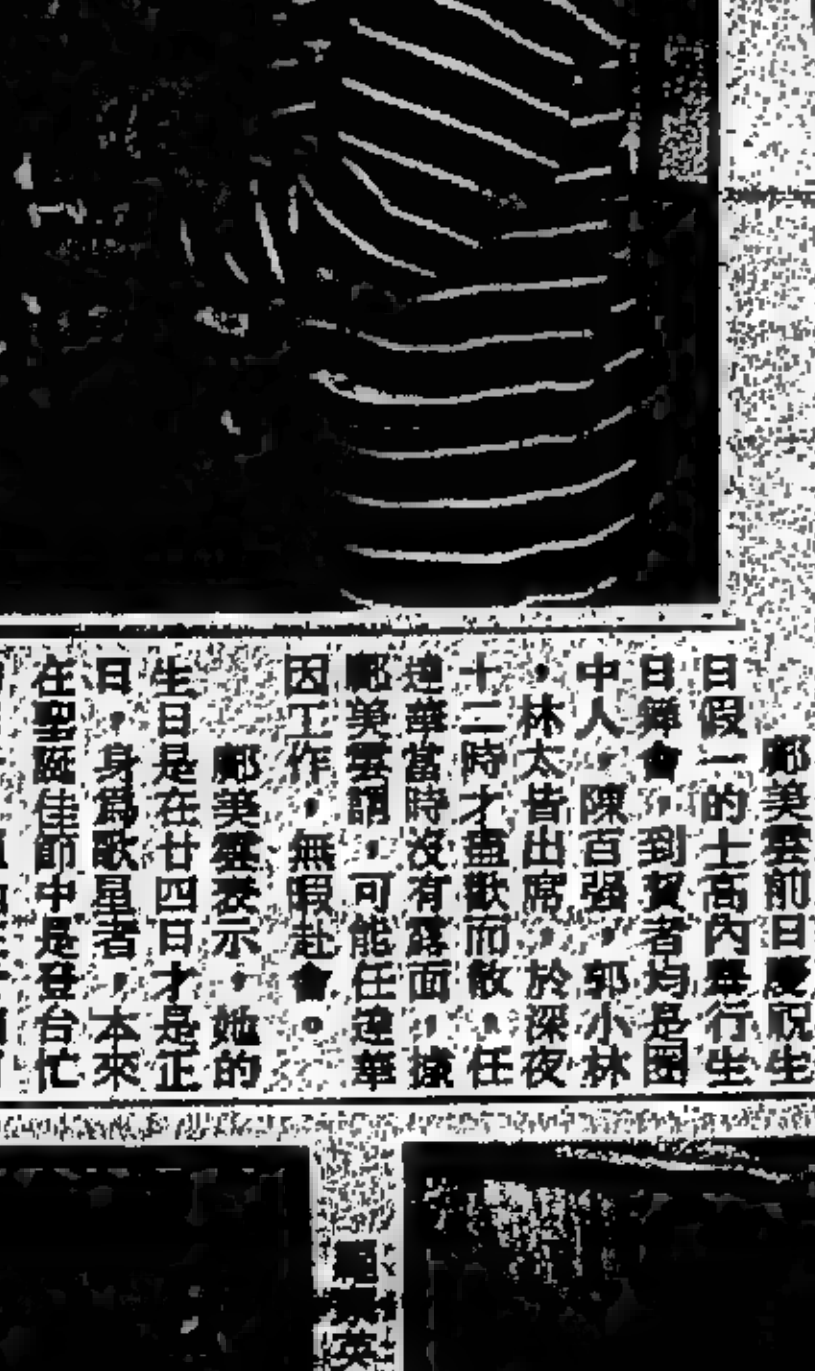 鄺美雲前日慶祝生
日假一的士高內舉行生
日舞會,到賀者均是圈
中人,陳百强,郭小林
,林太皆出席,於深夜
十二時才盡歡而散。任
達華當時沒有露面,據
鄺美雲謂,可能任達華
因工作,無暇赴會。
鄺美雲表示,她的
生日是在廿四日才是正
日,身爲歌星者,本來
在聖誕佳節中是登台忙